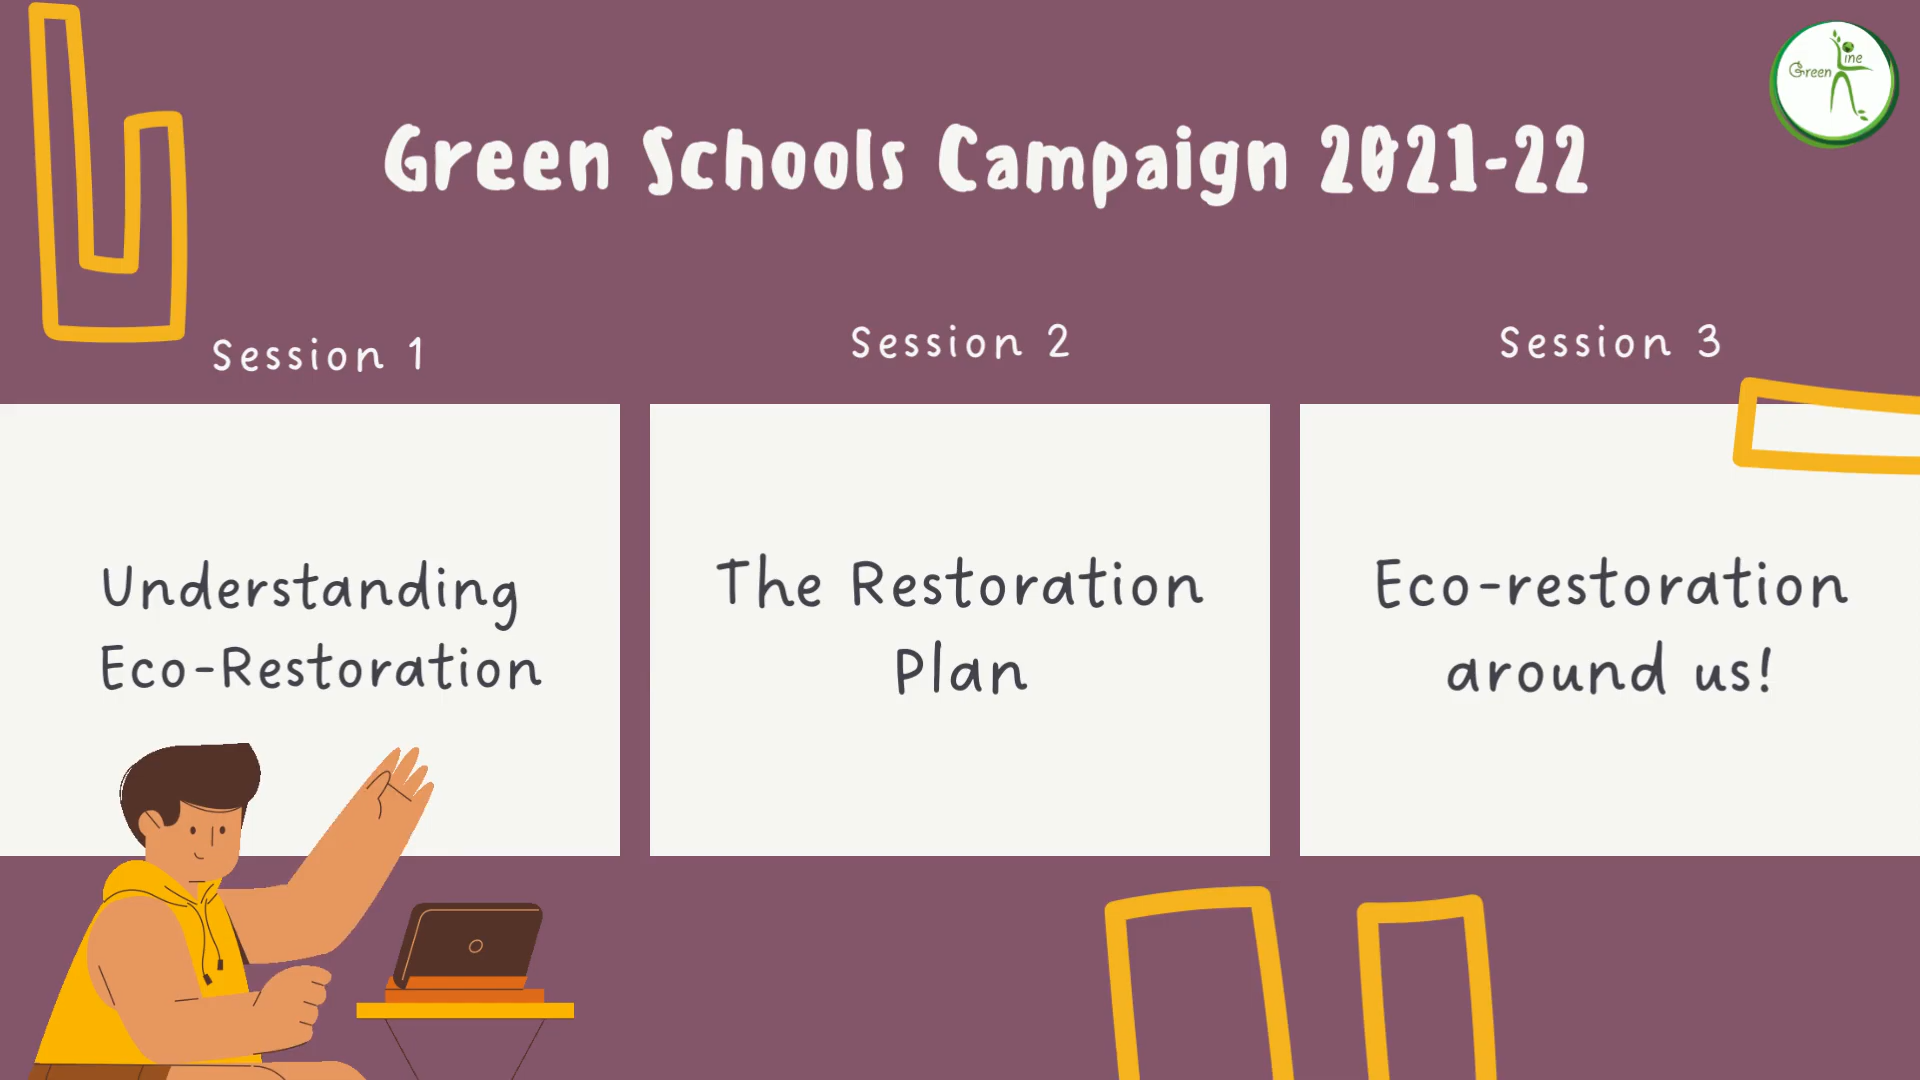 Green Line
Green Schools Campaign 2021-22
Session 1
Session 2
Session 3
Understanding
Eco-Restoration
The Restoration
Plan
Eco-restoration
around us!